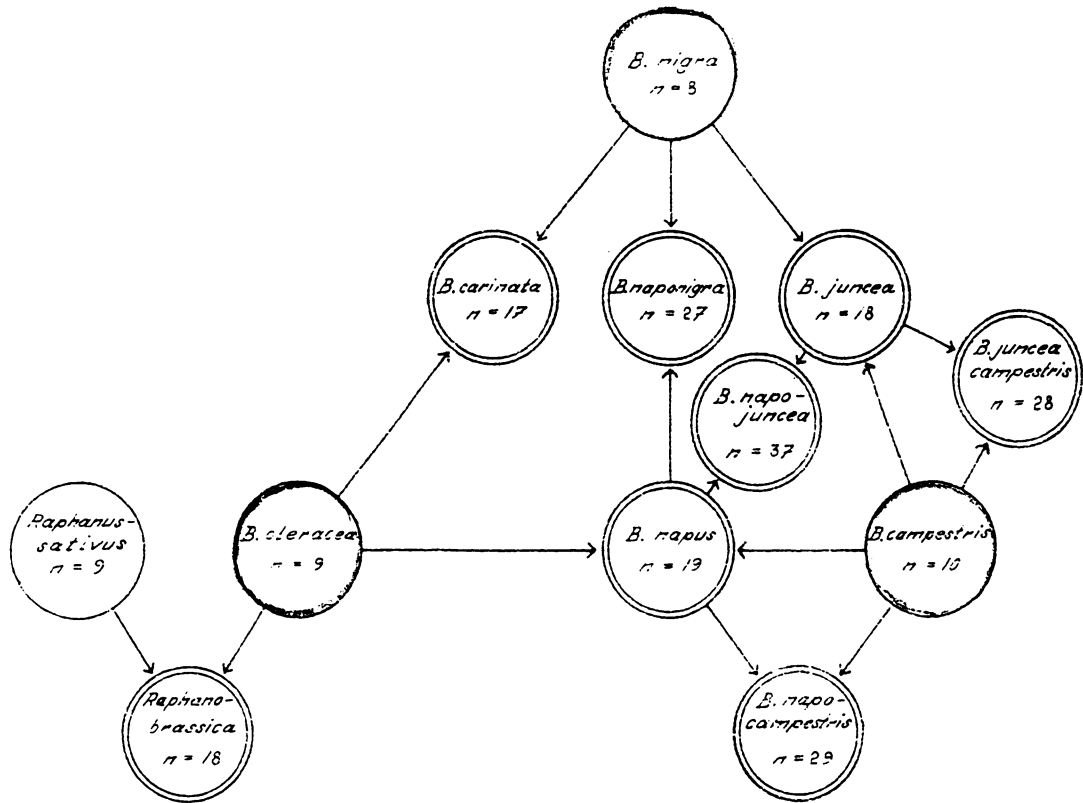 B. nigra
n = 8
B. carinata
n = 17
B. naponigra
n = 27
B. juncea
n = 18
B. juncea
campestris
n = 28
B. napo-
juncea
n = 37
Raphanus-
sativus
n = 9
B. oleracea
n = 9
B. napus
n = 19
B. campestris
n = 10
Raphano-
brassica
n = 18
B. napo-
campestris
n = 29